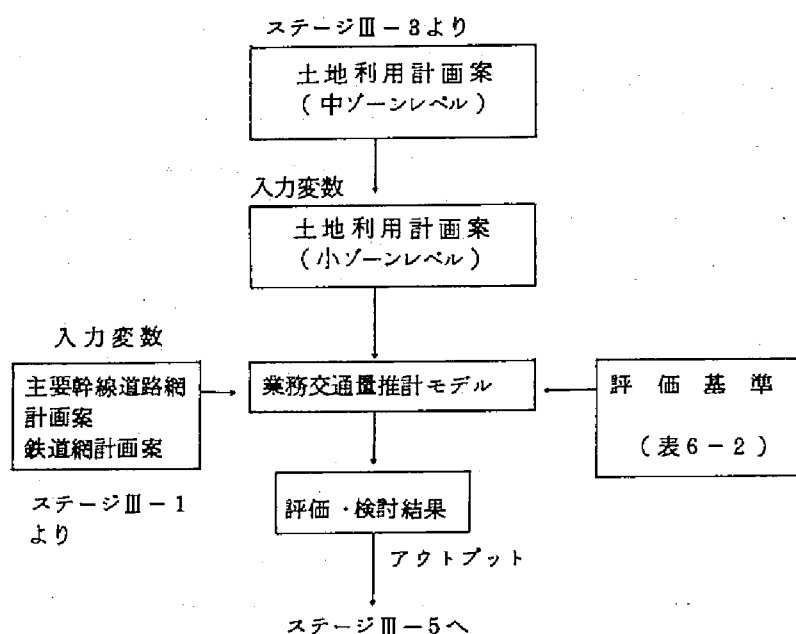 ステージⅢ-3より
土地利用計画案
(中ゾーンレベル)
入力変数
土地利用計画案
(小ゾーンレベル)
入力変数
主要幹線道路網
計画案
鉄道網計画案
業務交通量推計モデル
評価基準
(表6-2)
ステージⅢ-1
より
評価・検討結果
アウトプット
ステージⅢ-5へ